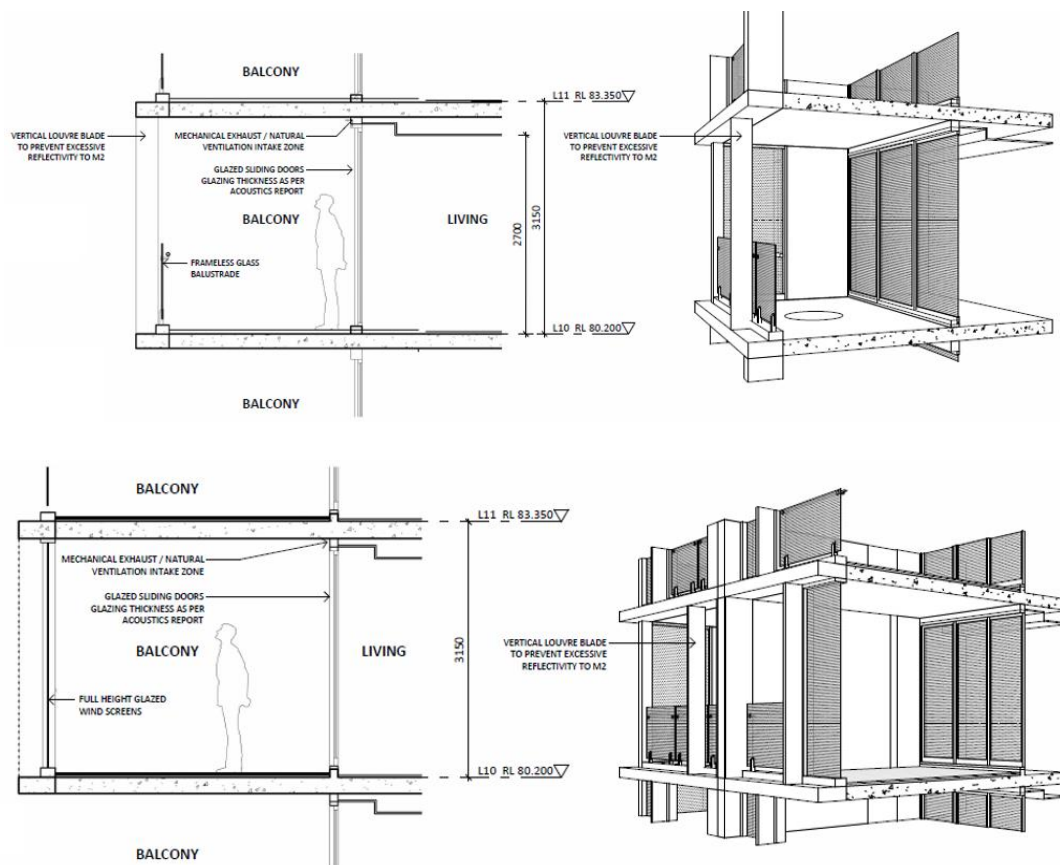 BALCONY
L11 RL 83.350
VERTICAL LOUVRE BLADE
TO PREVENT EXCESSIVE
REFLECTIVITY TO M2
MECHANICAL EXHAUST / NATURAL
VENTILATION INTAKE ZONE
GLAZED SLIDING DOORS
GLAZING THICKNESS AS PER
ACOUSTICS REPORT
BALCONY
LIVING
2700
3150
FRAMELESS GLASS
BALUSTRADE
L10 RL 80.200
BALCONY
VERTICAL LOUVRE BLADE
TO PREVENT EXCESSIVE
REFLECTIVITY TO M2
BALCONY
L11 RL 83.350
MECHANICAL EXHAUST / NATURAL
VENTILATION INTAKE ZONE
GLAZED SLIDING DOORS
GLAZING THICKNESS AS PER
ACOUSTICS REPORT
BALCONY
LIVING
3150
FULL HEIGHT GLAZED
WIND SCREENS
L10 RL 80.200
BALCONY
VERTICAL LOUVRE BLADE
TO PREVENT EXCESSIVE
REFLECTIVITY TO M2